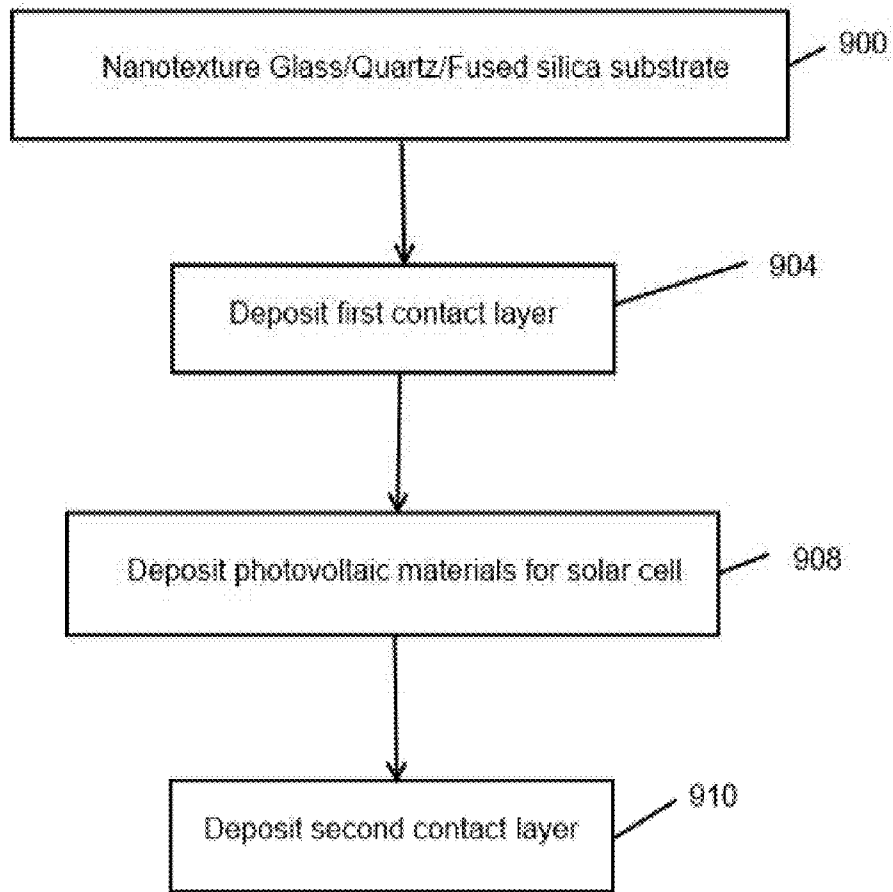 Nanotexture Glass/Quartz/Fused silica substrate
900
Deposit first contact layer
904
Deposit photovoltaic materials for solar cell
908
Deposit second contact layer
910